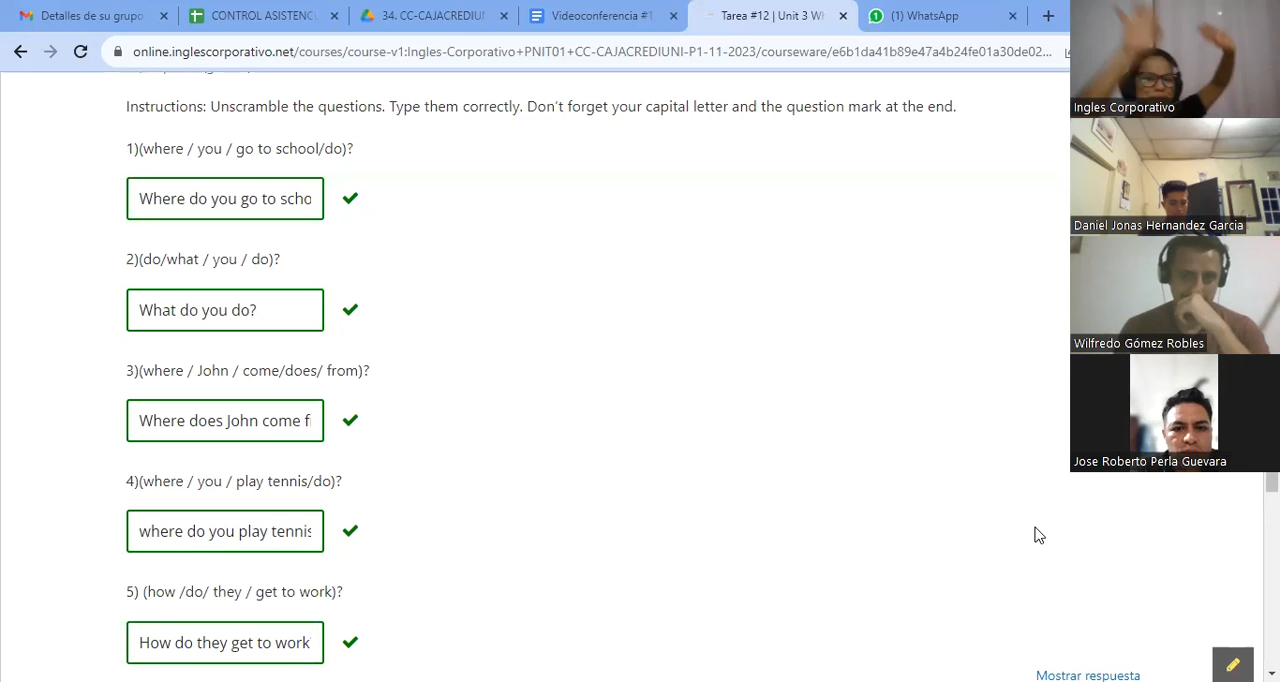 Detalles de su grupo
CONTROL ASISTENC
34. CC-CAJACREDIU
Videoconferencia #1
Tarea #12 | Unit 3 W
(1) WhatsApp
online.inglescorporativo.net/courses/course-v1:Ingles-Corporativo+PNIT01+CC-CAJACREDIUNI-P1-11-2023/courseware/e6b1da41b89e47a4b24fe01a30de02...
Instructions: Unscramble the questions. Type them correctly. Don't forget your capital letter and the question mark at the end.
1)(where / you / go to school/do)?
Where do you go to scho
2)(do/what / you / do)?
What do you do?
3)(where / John / come/does/ from)?
Where does John come f
4)(where / you / play tennis/do)?
where do you play tennis
5) (how /do/ they / get to work)?
How do they get to work
Mostrar respuesta
Ingles Corporativo
Daniel Jonas Hernandez Garcia
Wilfredo Gómez Robles
Jose Roberto Perla Guevara